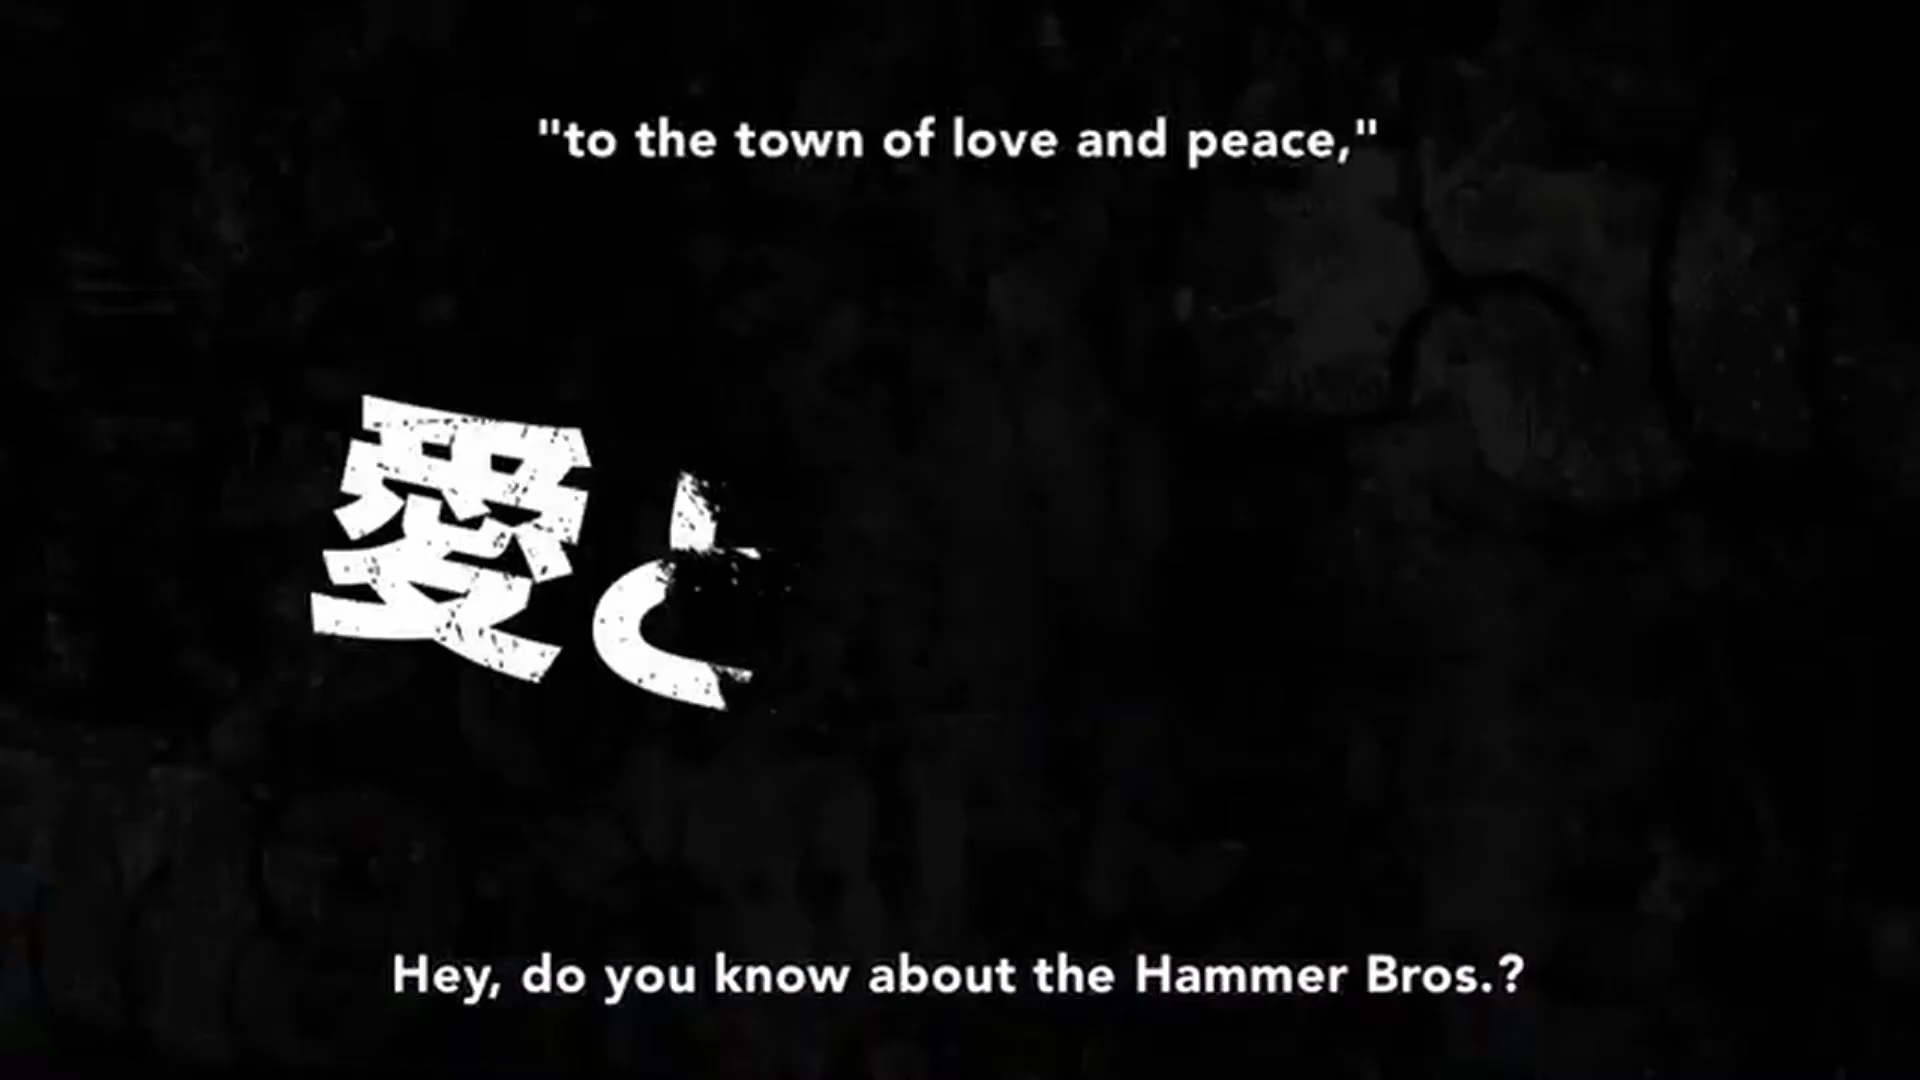 "to the town of love and peace,"
愛と
Hey, do you know about the Hammer Bros.?